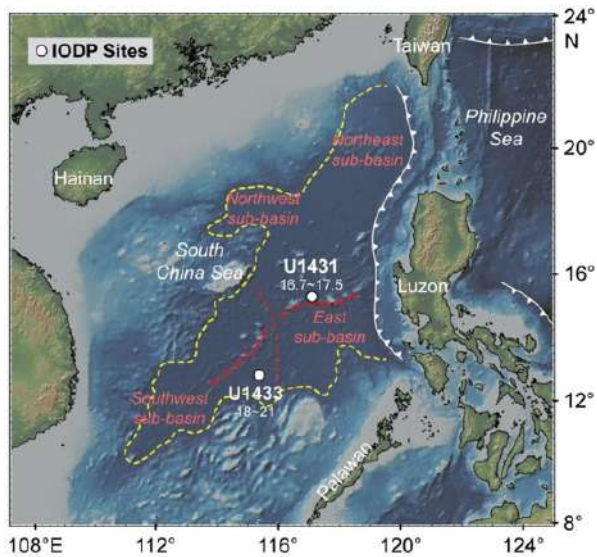 IODP Sites
Taiwan
24°
N
Philippine
Sea
Northeast
sub-basin
20°
Hainan
Northwest
sub-basin
South
China Sea
U1431
16.7~17.5
Luzon
16°
East
sub-basin
U1433
18~21
Southwest
sub-basin
12°
Palawan
8°
108°E
112°
116°
120°
124°